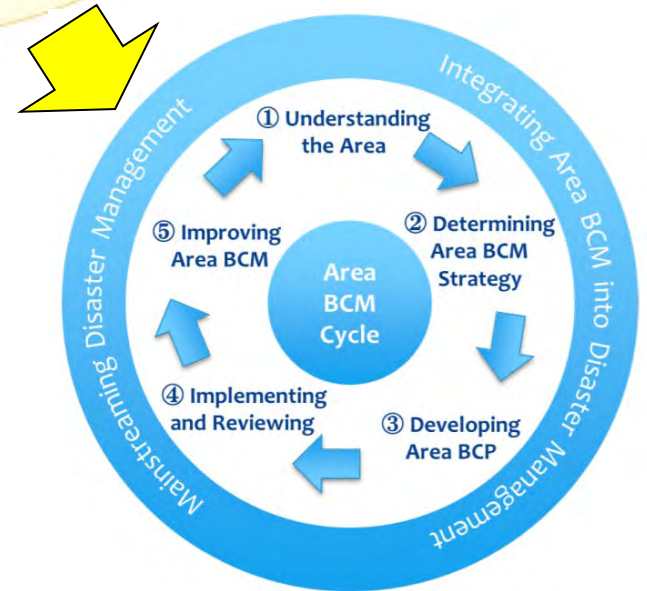 Mainstreaming Disaster Management
Integrating Area BCM into Disaster Management
① Understanding
the Area
② Determining
Area BCM
Strategy
③ Developing
Area BCP
④ Implementing
and Reviewing
⑤ Improving
Area BCM
Area
BCM
Cycle